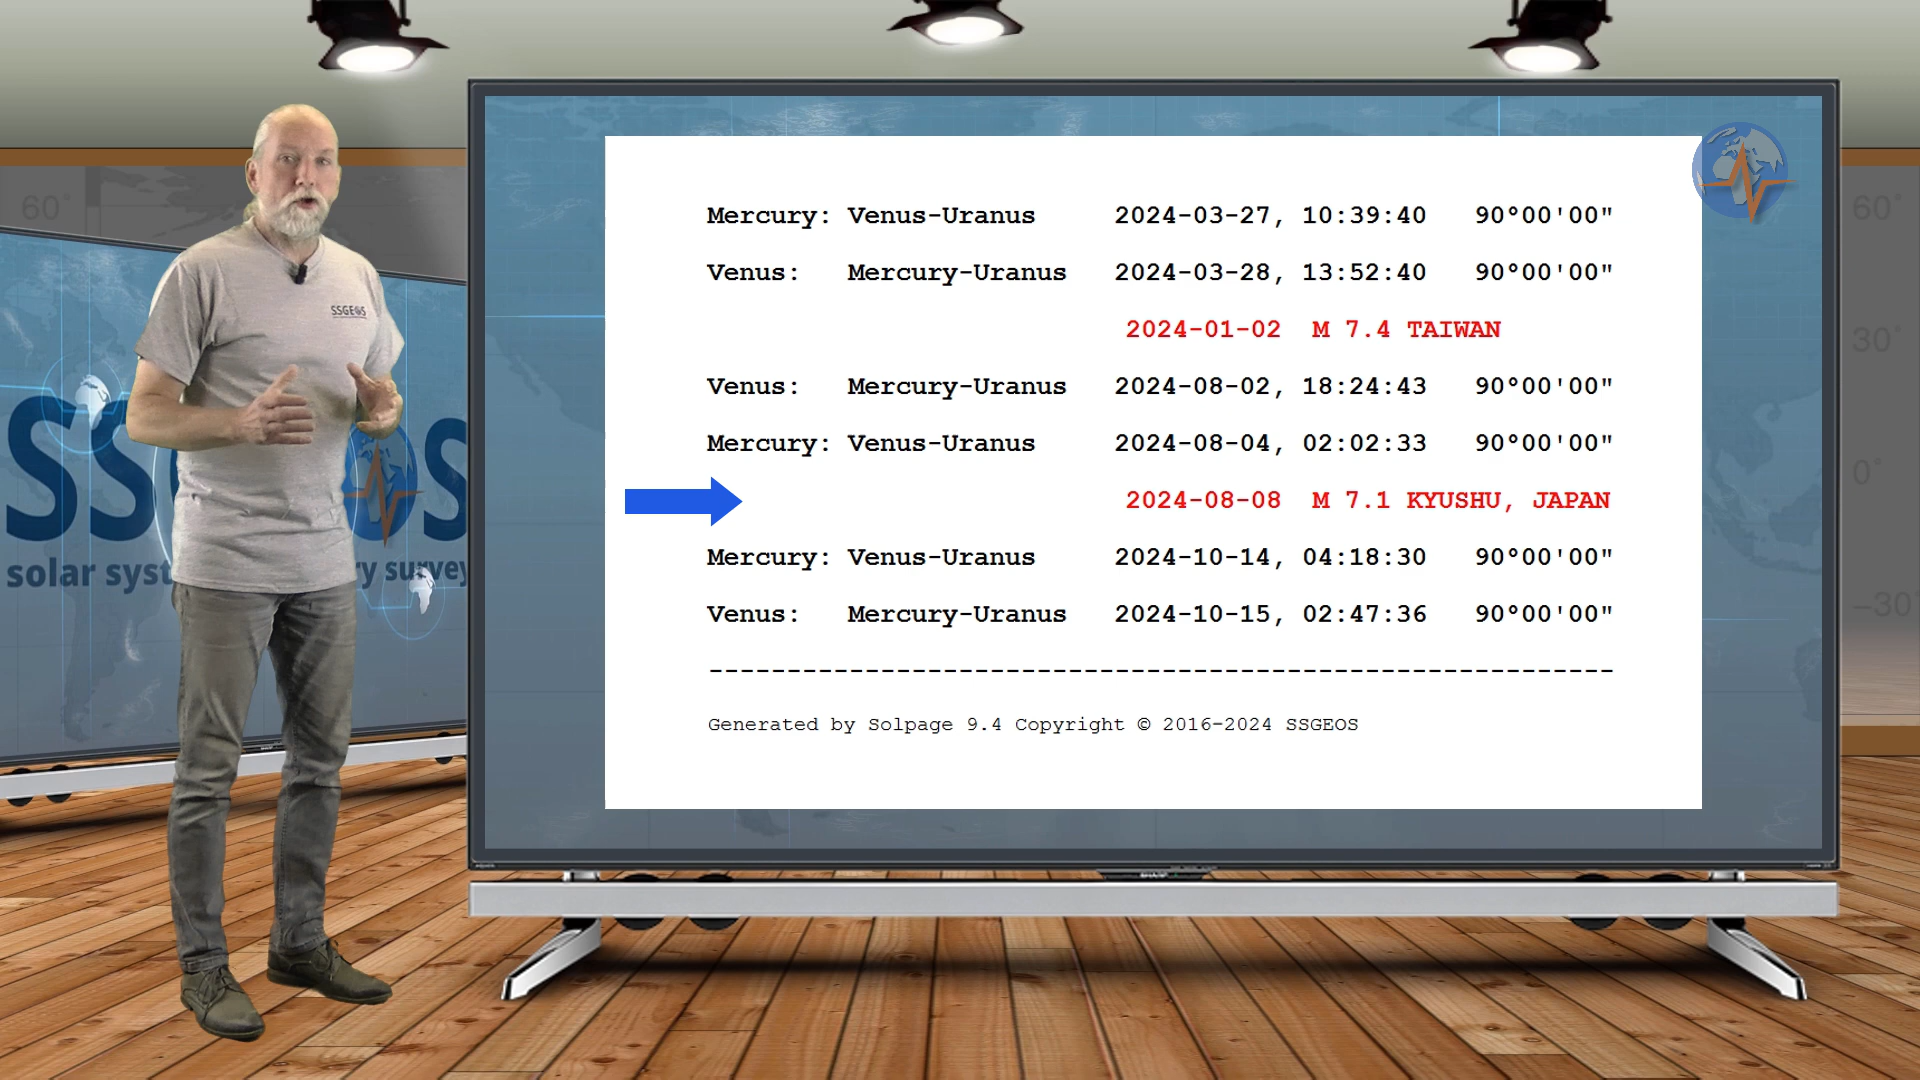 Mercury: Venus-Uranus 2024-03-27, 10:39:40 90°00'00"
Venus: Mercury-Uranus 2024-03-28, 13:52:40 90°00'00"
2024-01-02 M 7.4 TAIWAN
Venus: Mercury-Uranus 2024-08-02, 18:24:43 90°00'00"
Mercury: Venus-Uranus 2024-08-04, 02:02:33 90°00'00"
2024-08-08 M 7.1 KYUSHU, JAPAN
Mercury: Venus-Uranus 2024-10-14, 04:18:30 90°00'00"
Venus: Mercury-Uranus 2024-10-15, 02:47:36 90°00'00"
------------------------------------------------------------
Generated by Solpage 9.4 Copyright © 2016-2024 SSGEOS
SSGEOS
60°
solar
60°
30°
0°
-30°